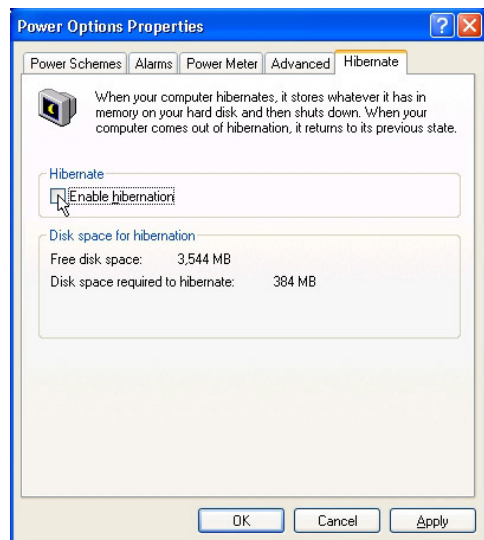 Power Options Properties
Power Schemes Alarms Power Meter Advanced Hibernate
When your computer hibernates, it stores whatever it has in
memory on your hard disk and then shuts down. When your
computer comes out of hibernation, it returns to its previous state.
Hibernate
Enable hibernation
Disk space for hibernation
Free disk space: 3,544 MB
Disk space required to hibernate: 384 MB
OK Cancel Apply